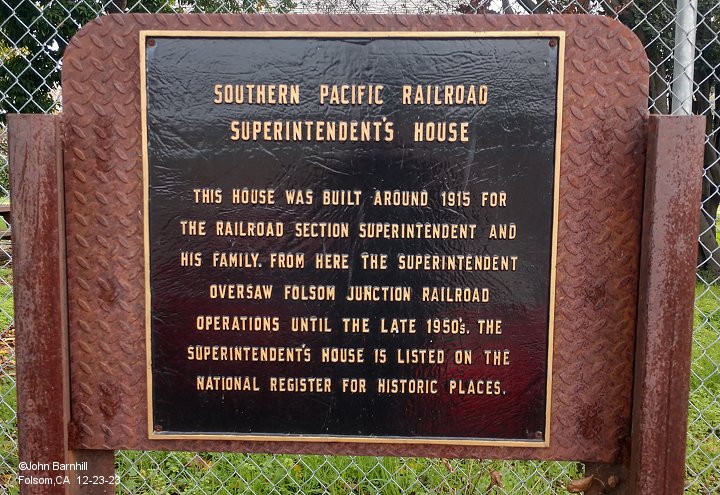 SOUTHERN PACIFIC RAILROAD
SUPERINTENDENT'S HOUSE
THIS HOUSE WAS BUILT AROUND 1915 FOR
THE RAILROAD SECTION SUPERINTENDENT AND
HIS FAMILY. FROM HERE THE SUPERINTENDENT
OVERSAW FOLSOM JUNCTION RAILROAD
OPERATIONS UNTIL THE LATE 1950's. THE
SUPERINTENDENT'S HOUSE IS LISTED ON THE
NATIONAL REGISTER FOR HISTORIC PLACES.
©John Barnhill
Folsom,CA 12-23-23